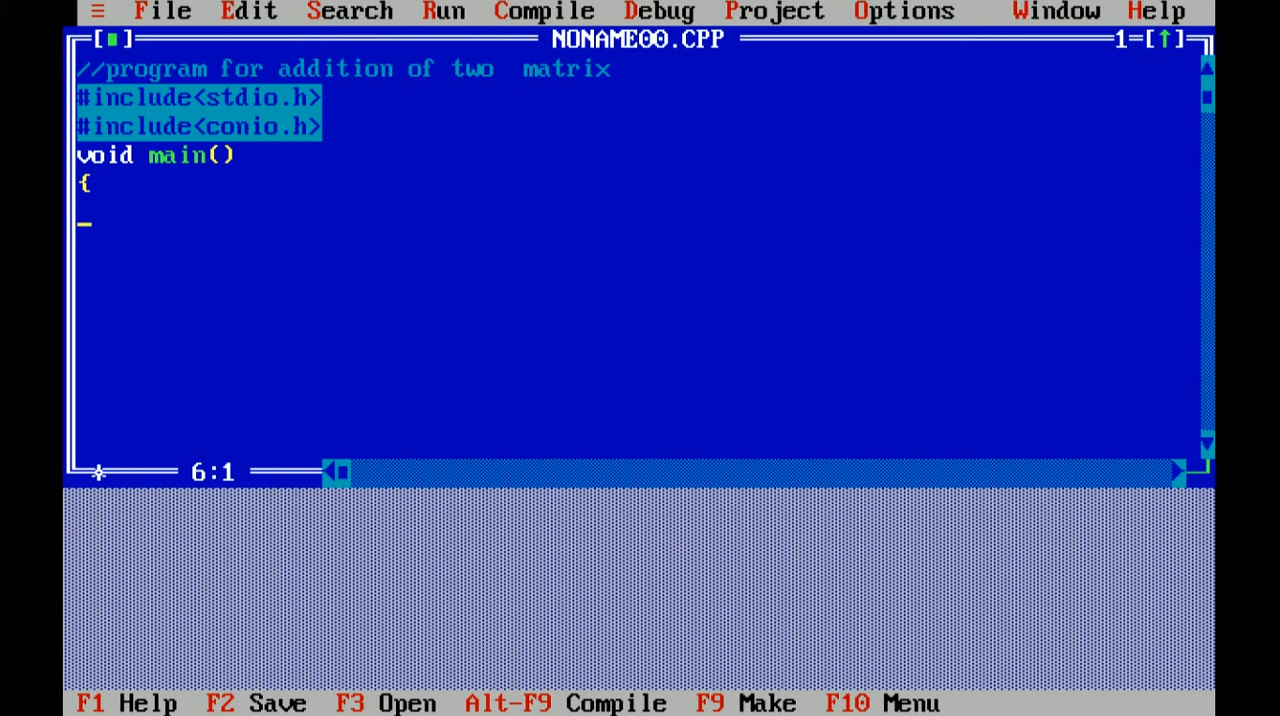 ≡ File Edit Search Run Compile Debug Project Options Window Help
[■] NONAME00.CPP 1=[↑]
//program for addition of two  matrix
#include<stdio.h>
#include<conio.h>
void main()
{
6:1
F1 Help F2 Save F3 Open Alt-F9 Compile F9 Make F10 Menu